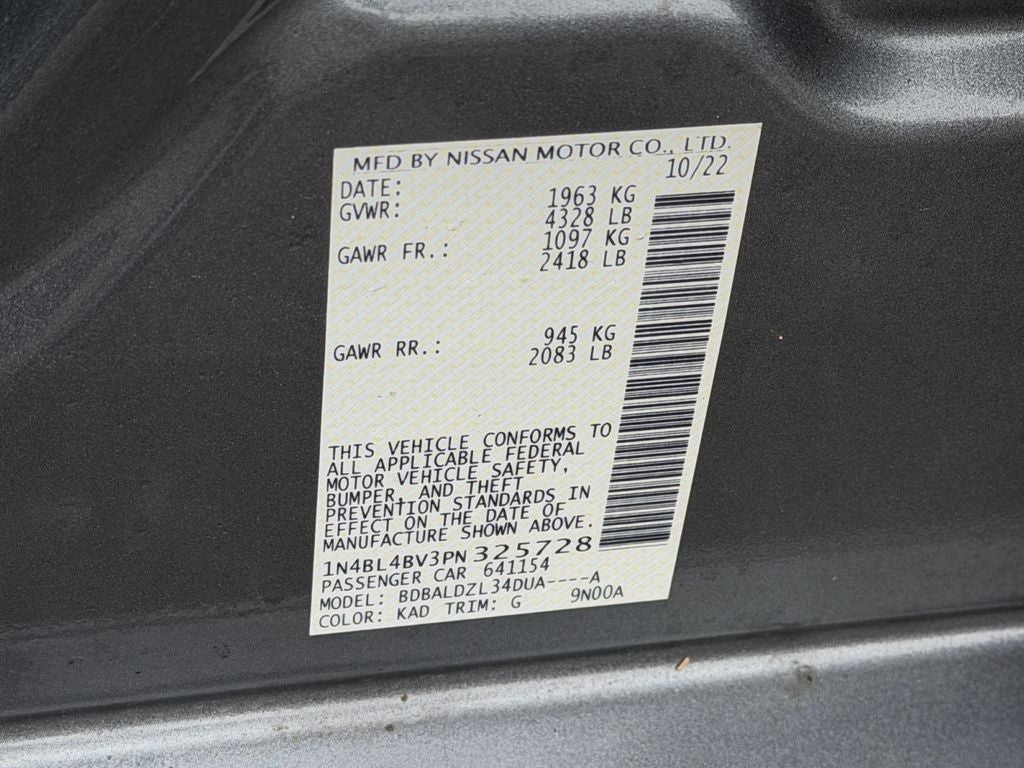 MFD BY NISSAN MOTOR CO., LTD.
DATE: 10/22
GVWR: 1963 KG
4328 LB
GAWR FR.: 1097 KG
2418 LB
GAWR RR.: 945 KG
2083 LB
THIS VEHICLE CONFORMS TO
ALL APPLICABLE FEDERAL
MOTOR VEHICLE SAFETY,
BUMPER, AND THEFT
PREVENTION STANDARDS IN
EFFECT ON THE DATE OF
MANUFACTURE SHOWN ABOVE.
1N4BL4BV3PN325728
PASSENGER CAR 641154
MODEL: BDBALDZL34DUA----A
COLOR: KAD TRIM: G 9N00A